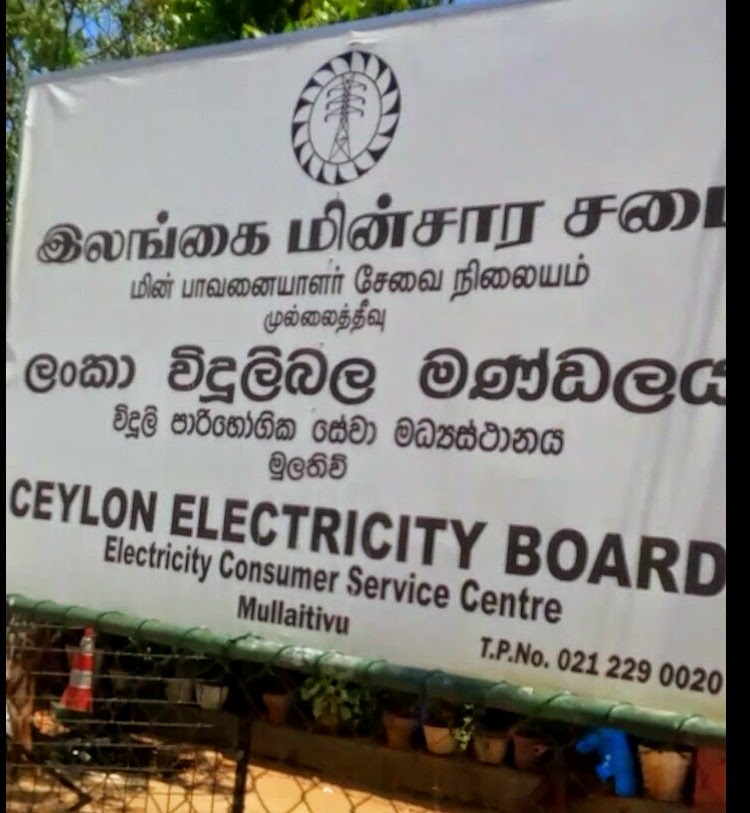 இலங்கை மின்சார சபை
மின் பாவனையாளர் சேவை நிலையம்
முல்லைத்தீவு
ලංකා විදුලිබල මණ්ඩලය
විදුලි පාරිභෝගික සේවා මධ්‍යස්ථානය
මුලතිව්
CEYLON ELECTRICITY BOARD
Electricity Consumer Service Centre
Mullaitivu
T.P.No. 021 229 0020